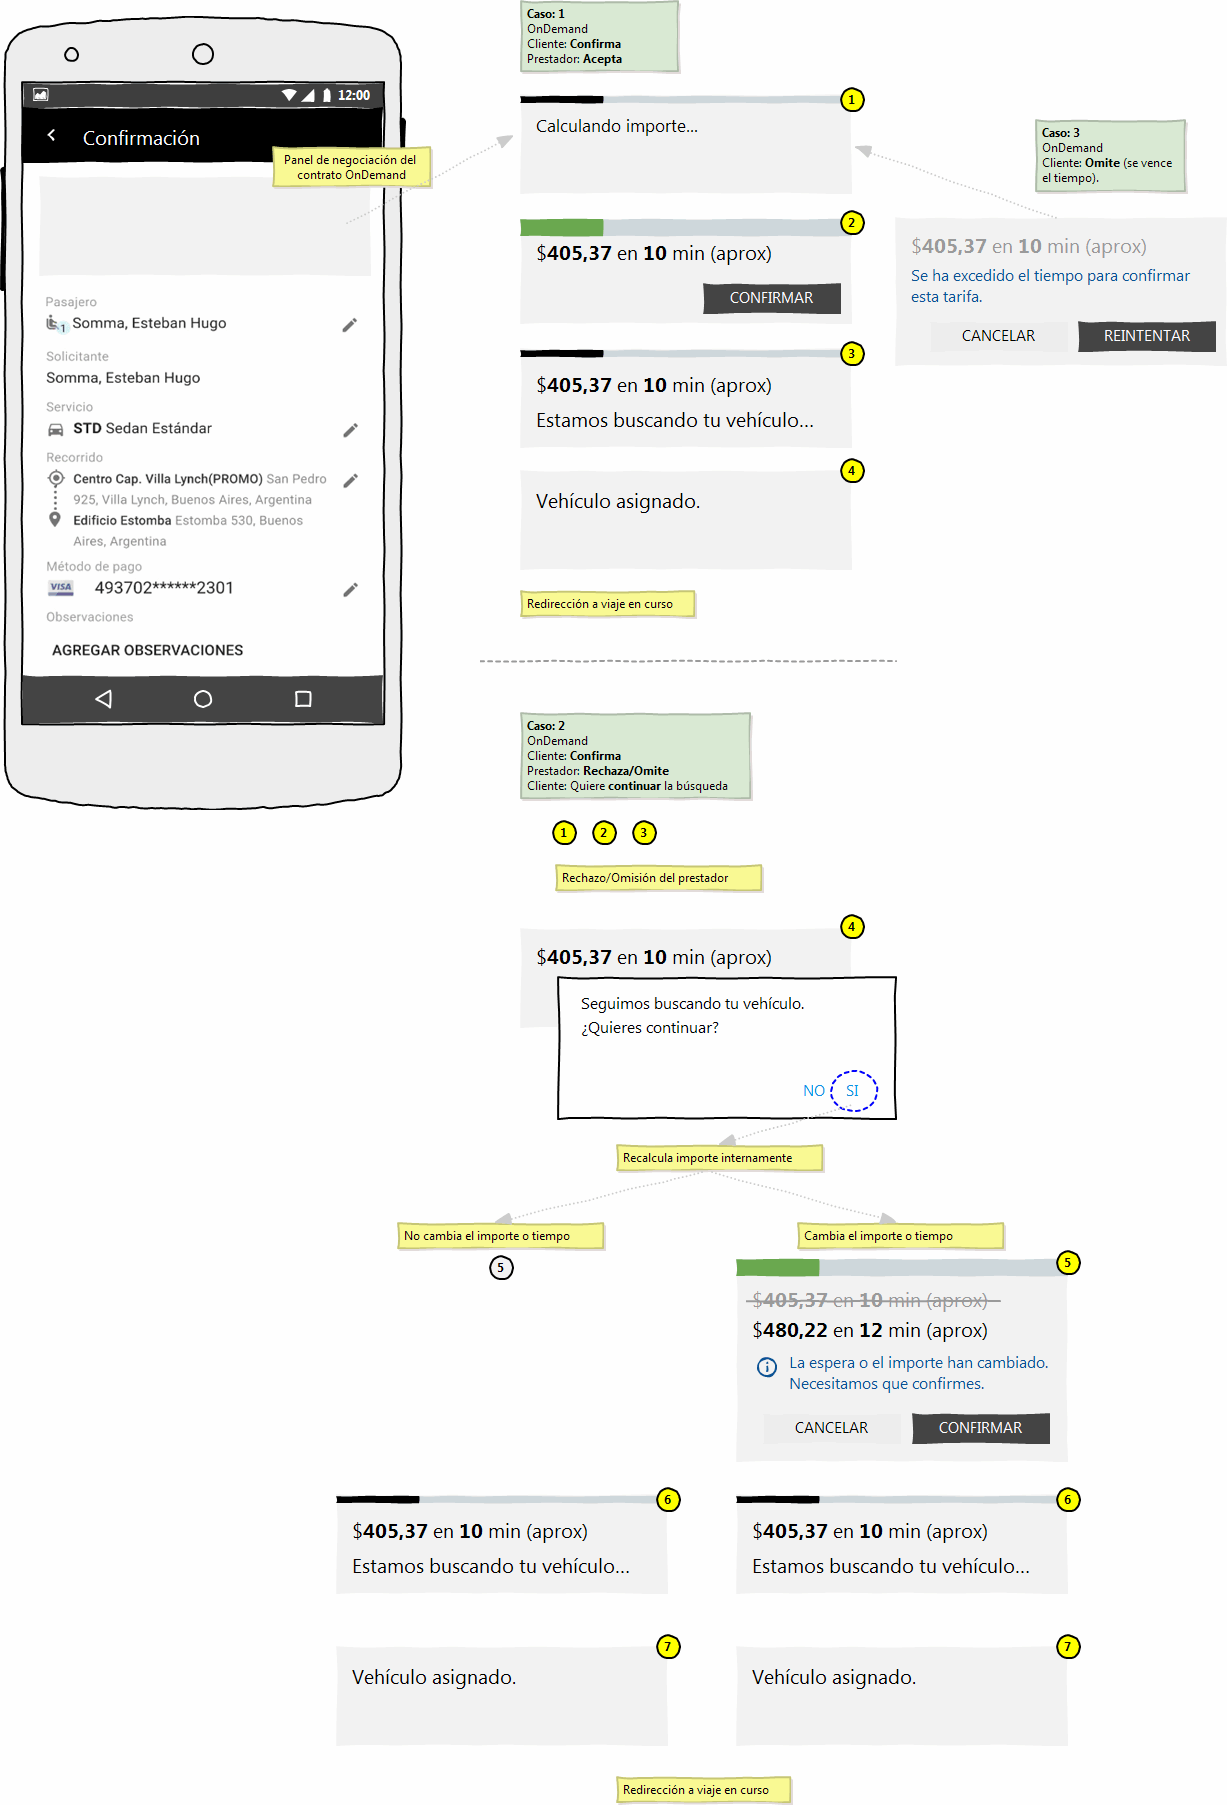 12:00
Confirmación
Panel de negociación del
contrato OnDemand
Pasajero
1 Somma, Esteban Hugo
Solicitante
Somma, Esteban Hugo
Servicio
STD Sedan Estándar
Recorrido
Centro Cap. Villa Lynch(PROMO) San Pedro
925, Villa Lynch, Buenos Aires, Argentina
Edificio Estomba Estomba 530, Buenos
Aires, Argentina
Método de pago
VISA 493702******2301
Observaciones
AGREGAR OBSERVACIONES
Caso: 1
OnDemand
Cliente: Confirma
Prestador: Acepta
1
Calculando importe...
2
$405,37 en 10 min (aprox)
CONFIRMAR
3
$405,37 en 10 min (aprox)
Estamos buscando tu vehículo...
4
Vehículo asignado.
Redirección a viaje en curso
Caso: 3
OnDemand
Cliente: Omite (se vence
el tiempo).
$405,37 en 10 min (aprox)
Se ha excedido el tiempo para confirmar
esta tarifa.
CANCELAR REINTENTAR
Caso: 2
OnDemand
Cliente: Confirma
Prestador: Rechaza/Omite
Cliente: Quiere continuar la búsqueda
1 2 3
Rechazo/Omisión del prestador
4
$405,37 en 10 min (aprox)
Seguimos buscando tu vehículo.
¿Quieres continuar?
NO SI
Recalcula importe internamente
No cambia el importe o tiempo
5
Cambia el importe o tiempo
5
$405,37 en 10 min (aprox)
$480,22 en 12 min (aprox)
La espera o el importe han cambiado.
Necesitamos que confirmes.
CANCELAR CONFIRMAR
6
$405,37 en 10 min (aprox)
Estamos buscando tu vehículo...
6
$405,37 en 10 min (aprox)
Estamos buscando tu vehículo...
7
Vehículo asignado.
7
Vehículo asignado.
Redirección a viaje en curso